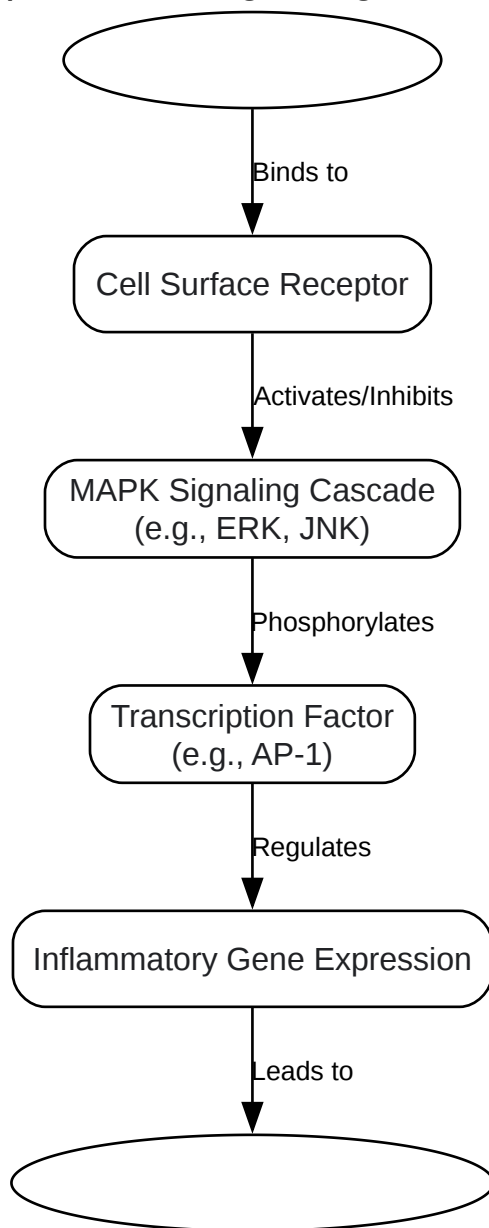 Binds to
Cell Surface Receptor
Activates/Inhibits
MAPK Signaling Cascade
(e.g., ERK, JNK)
Phosphorylates
Transcription Factor
(e.g., AP-1)
Regulates
Inflammatory Gene Expression
Leads to